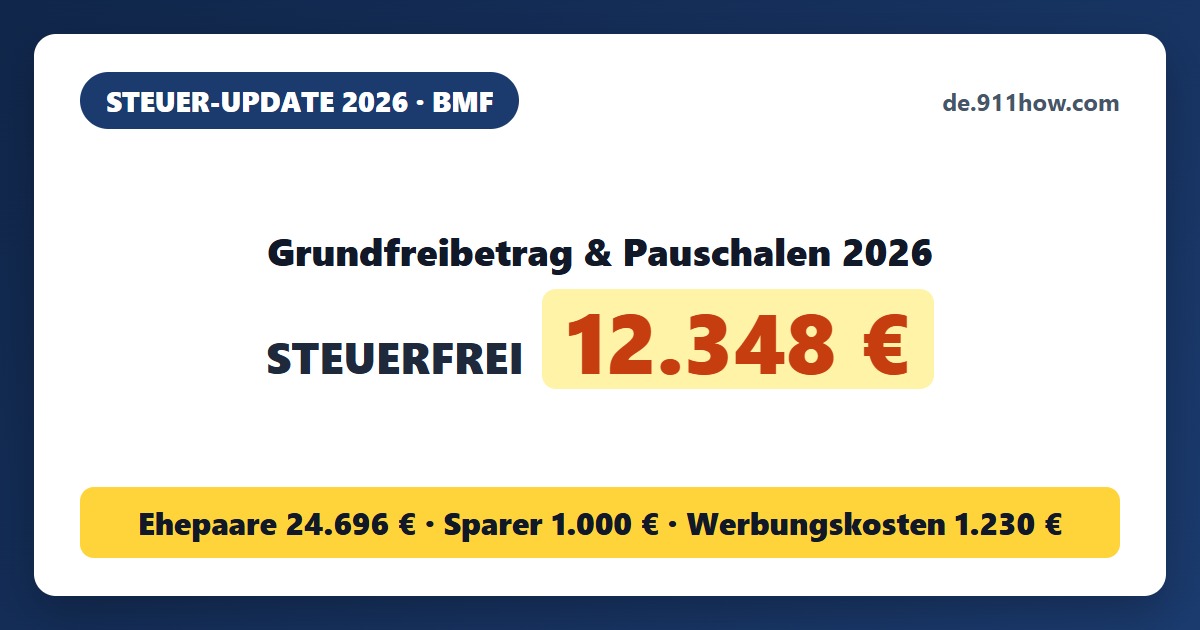 STEUER-UPDATE 2026 · BMF
de.911how.com
Grundfreibetrag & Pauschalen 2026
STEUERFREI 12.348 €
Ehepaare 24.696 € · Sparer 1.000 € · Werbungskosten 1.230 €